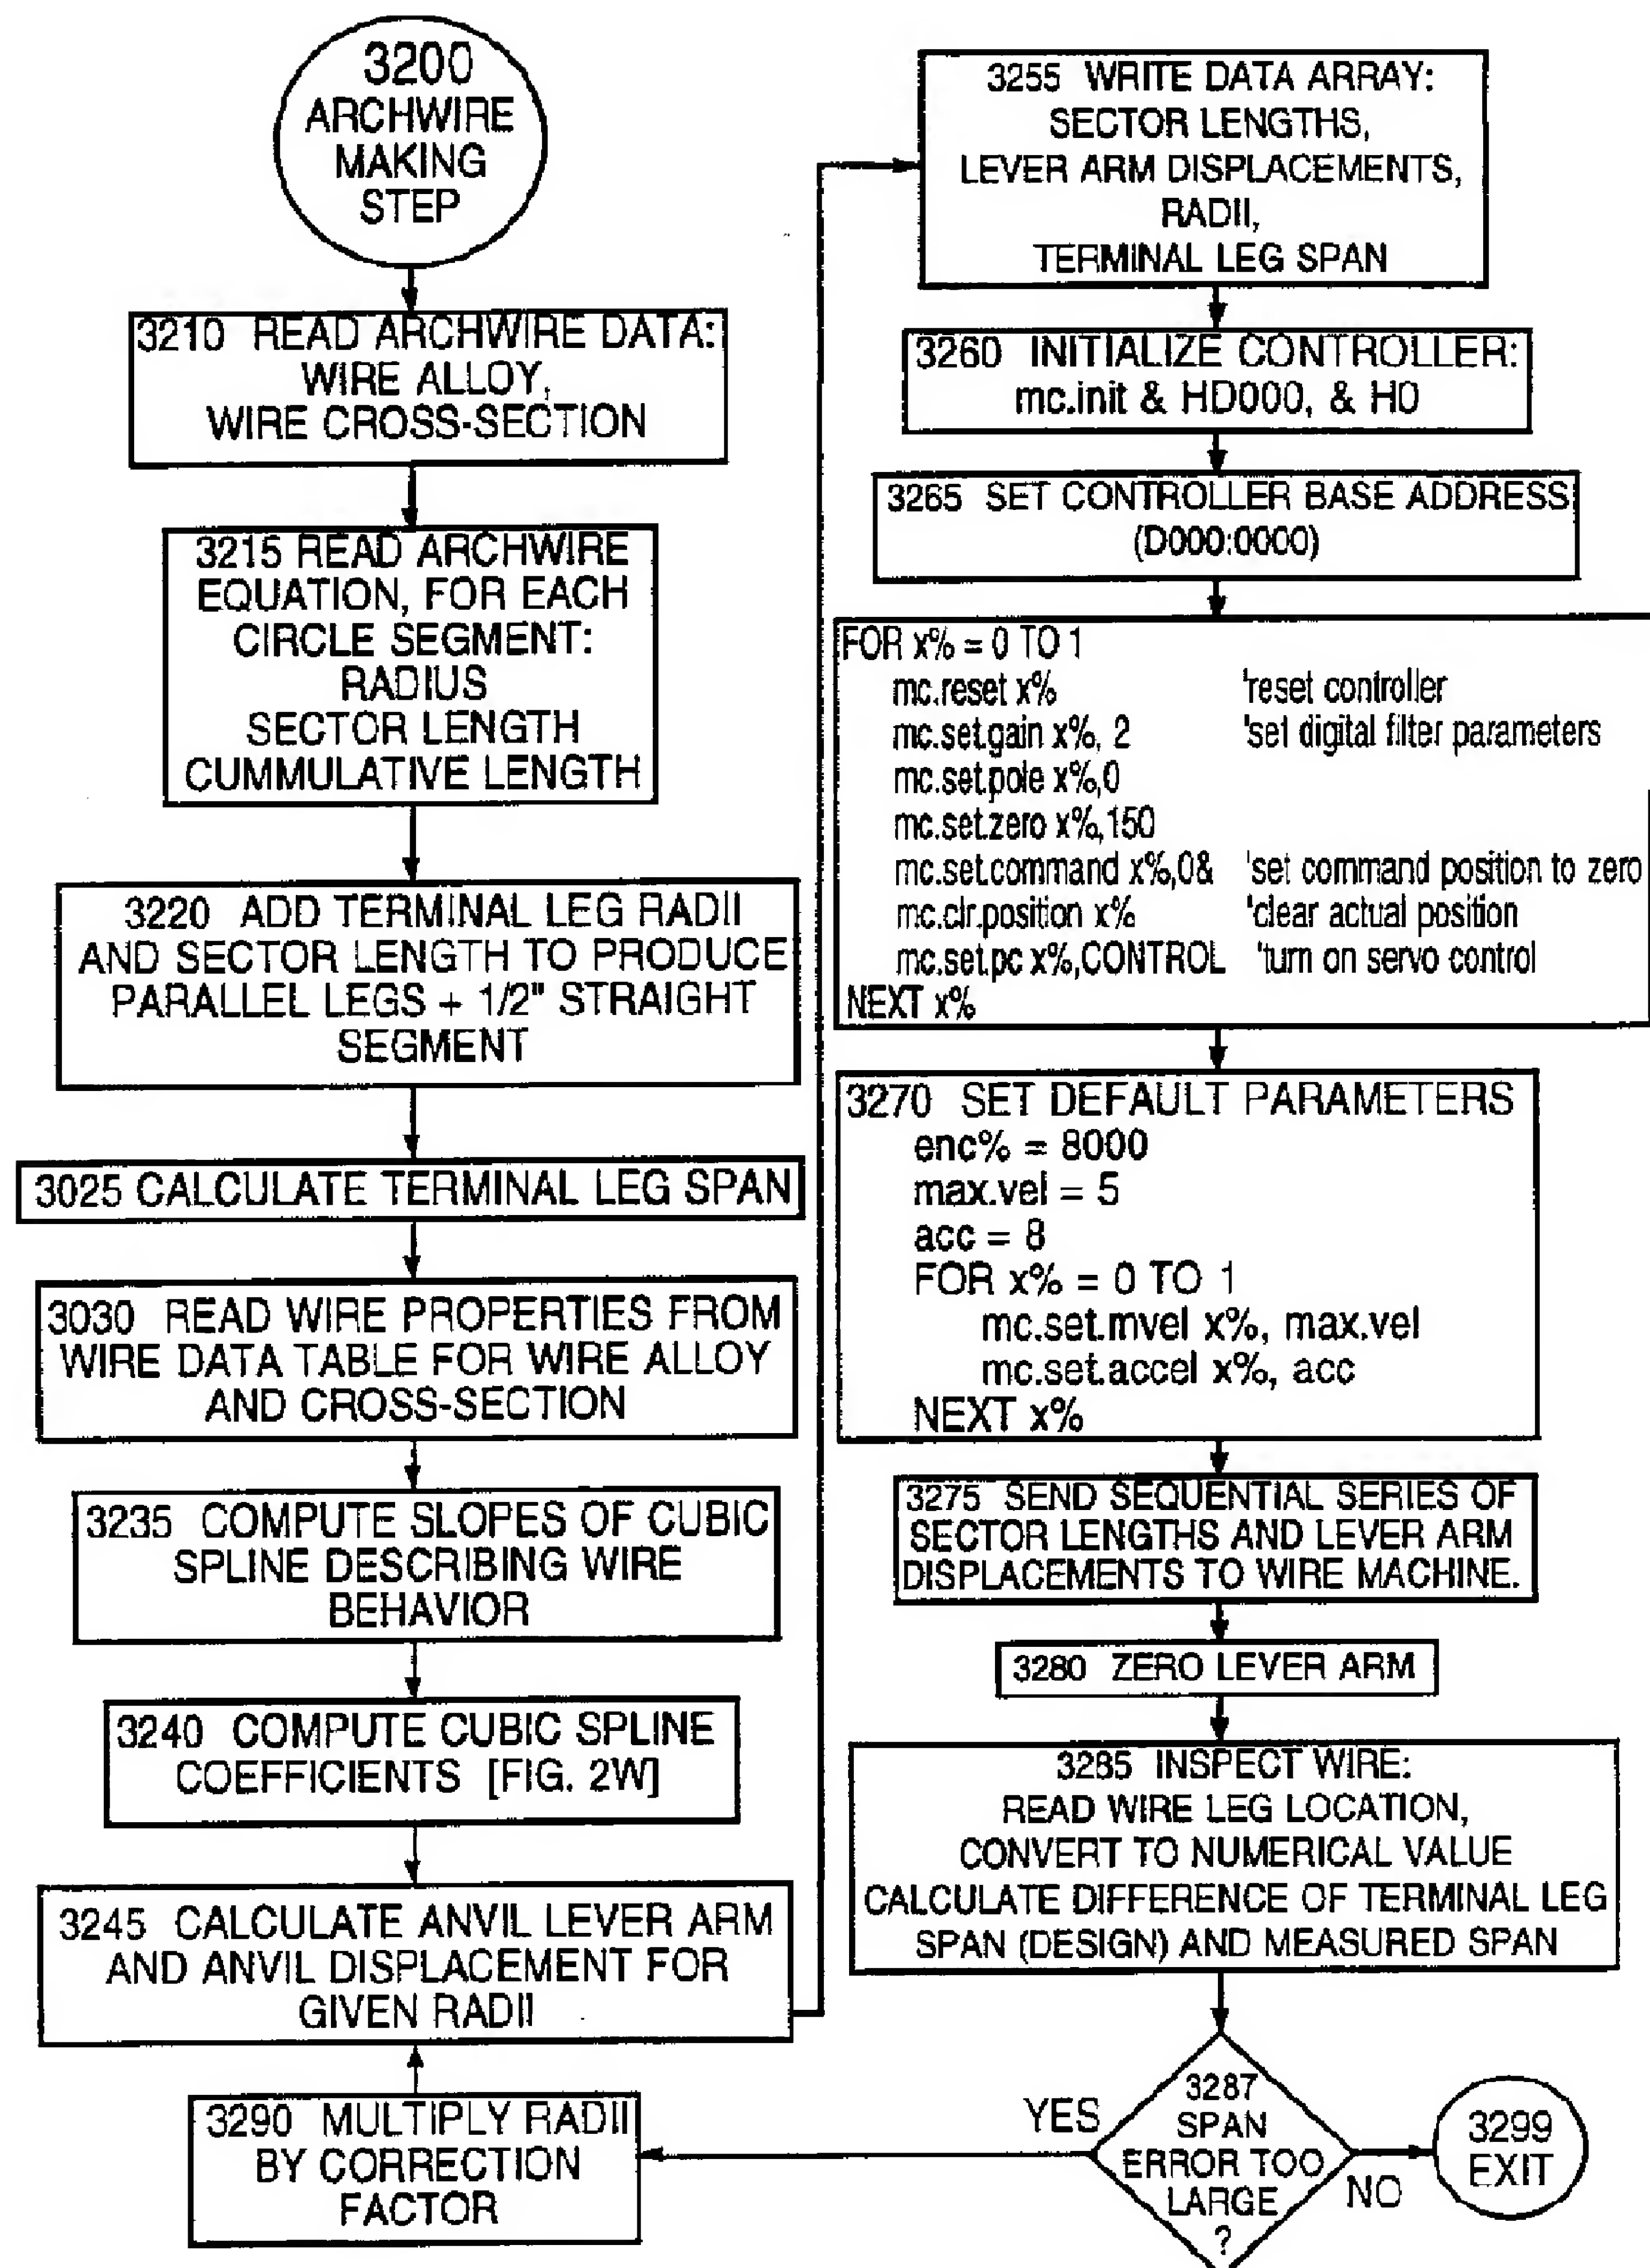 3200
ARCHWIRE
MAKING
STEP
3210 READ ARCHWIRE DATA:
WIRE ALLOY,
WIRE CROSS-SECTION
3215 READ ARCHWIRE
EQUATION, FOR EACH
CIRCLE SEGMENT:
RADIUS
SECTOR LENGTH
CUMMULATIVE LENGTH
3220 ADD TERMINAL LEG RADII
AND SECTOR LENGTH TO PRODUCE
PARALLEL LEGS + 1/2" STRAIGHT
SEGMENT
3025 CALCULATE TERMINAL LEG SPAN
3030 READ WIRE PROPERTIES FROM
WIRE DATA TABLE FOR WIRE ALLOY
AND CROSS-SECTION
3235 COMPUTE SLOPES OF CUBIC
SPLINE DESCRIBING WIRE
BEHAVIOR
3240 COMPUTE CUBIC SPLINE
COEFFICIENTS [FIG. 2W]
3245 CALCULATE ANVIL LEVER ARM
AND ANVIL DISPLACEMENT FOR
GIVEN RADII
3290 MULTIPLY RADII
BY CORRECTION
FACTOR
3255 WRITE DATA ARRAY:
SECTOR LENGTHS,
LEVER ARM DISPLACEMENTS,
RADII,
TERMINAL LEG SPAN
3260 INITIALIZE CONTROLLER:
mc.init & HD000, & H0
3265 SET CONTROLLER BASE ADDRESS
(D000:0000)
FOR x% = 0 TO 1
mc.reset x% 'reset controller
mc.set.gain x%, 2 'set digital filter parameters
mc.set.pole x%,0
mc.set.zero x%,150
mc.set.command x%,0& 'set command position to zero
mc.clr.position x% 'clear actual position
mc.set.pc x%,CONTROL 'turn on servo control
NEXT x%
3270 SET DEFAULT PARAMETERS
enc% = 8000
max.vel = 5
acc = 8
FOR x% = 0 TO 1
mc.set.mvel x%, max.vel
mc.set.accel x%, acc
NEXT x%
3275 SEND SEQUENTIAL SERIES OF
SECTOR LENGTHS AND LEVER ARM
DISPLACEMENTS TO WIRE MACHINE.
3280 ZERO LEVER ARM
3285 INSPECT WIRE:
READ WIRE LEG LOCATION,
CONVERT TO NUMERICAL VALUE
CALCULATE DIFFERENCE OF TERMINAL LEG
SPAN (DESIGN) AND MEASURED SPAN
3287
SPAN
ERROR TOO
LARGE
?
YES
NO
3299
EXIT